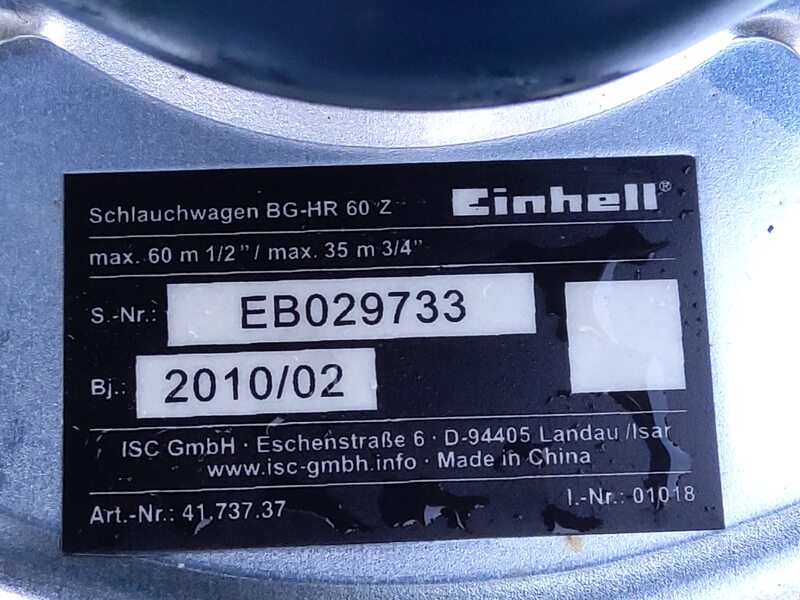 Schlauchwagen BG-HR 60 Z Einhell®
max. 60 m 1/2" / max. 35 m 3/4"
S.-Nr.: EB029733
Bj.: 2010/02
ISC GmbH · Eschenstraße 6 · D-94405 Landau /Isar
www.isc-gmbh.info · Made in China
Art.-Nr.: 41.737.37 I.-Nr.: 01018